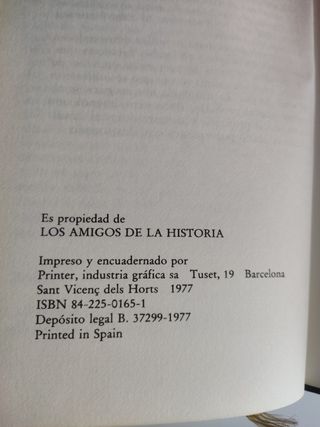 Es propiedad de
LOS AMIGOS DE LA HISTORIA
Impreso y encuadernado por
Printer, industria gráfica sa Tuset, 19 Barcelona
Sant Vicenç dels Horts 1977
ISBN 84-225-0165-1
Depósito legal B. 37299-1977
Printed in Spain